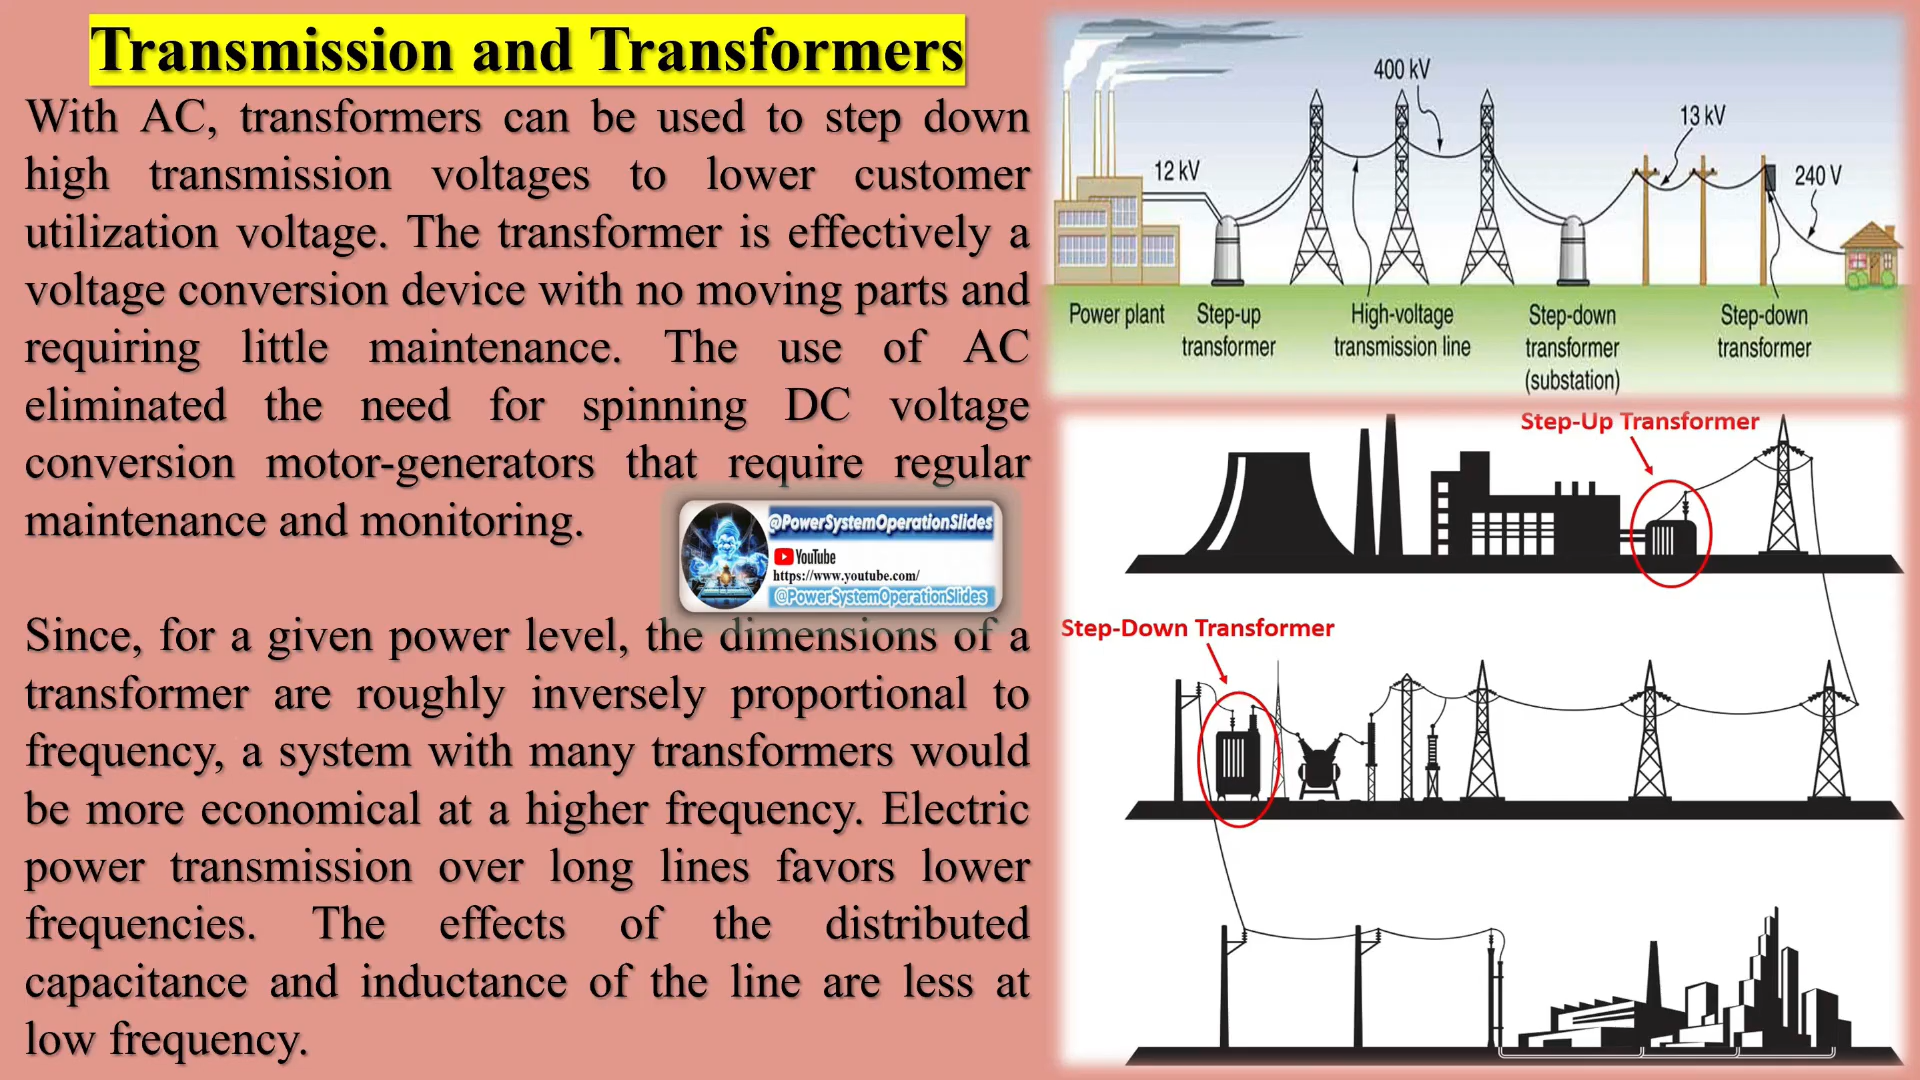 Transmission and Transformers
With AC, transformers can be used to step down
high transmission voltages to lower customer
utilization voltage. The transformer is effectively a
voltage conversion device with no moving parts and
requiring little maintenance. The use of AC
eliminated the need for spinning DC voltage
conversion motor-generators that require regular
maintenance and monitoring.
@PowerSystemOperationSlides
YouTube
https://www.youtube.com/
@PowerSystemOperationSlides
Since, for a given power level, the dimensions of a
transformer are roughly inversely proportional to
frequency, a system with many transformers would
be more economical at a higher frequency. Electric
power transmission over long lines favors lower
frequencies. The effects of the distributed
capacitance and inductance of the line are less at
low frequency.
400 kV
13 kV
12 kV
240 V
Power plant
Step-up
transformer
High-voltage
transmission line
Step-down
transformer
(substation)
Step-down
transformer
Step-Up Transformer
Step-Down Transformer